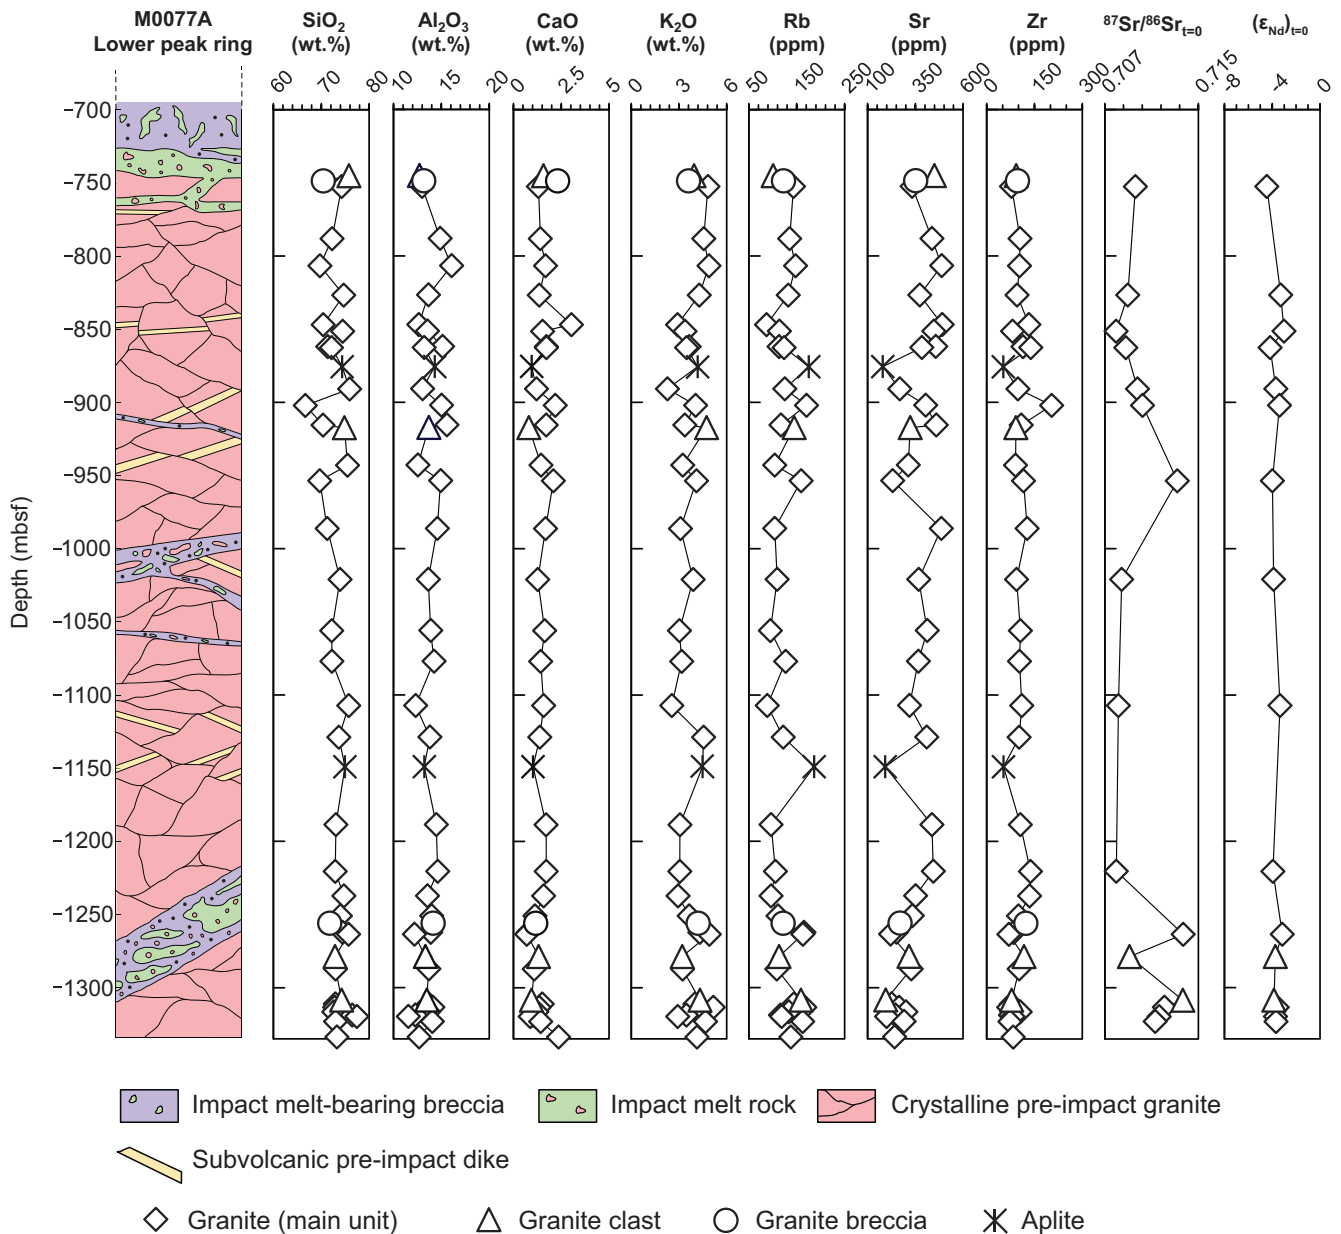 M0077A
Lower peak ring
SiO₂
(wt.%)
Al₂O₃
(wt.%)
CaO
(wt.%)
K₂O
(wt.%)
Rb
(ppm)
Sr
(ppm)
Zr
(ppm)
⁸⁷Sr/⁸⁶Sr t=0
(εNd)t=0
60 70 80
10 15 20
0 2.5 5
0 3 6
50 150 250
100 350 600
0 150 300
0.707 0.715
-8 -4 0
Depth (mbsf)
−700
−750
−800
−850
−900
−950
−1000
−1050
−1100
−1150
−1200
−1250
−1300
Impact melt-bearing breccia
Impact melt rock
Crystalline pre-impact granite
Subvolcanic pre-impact dike
Granite (main unit)
Granite clast
Granite breccia
Aplite